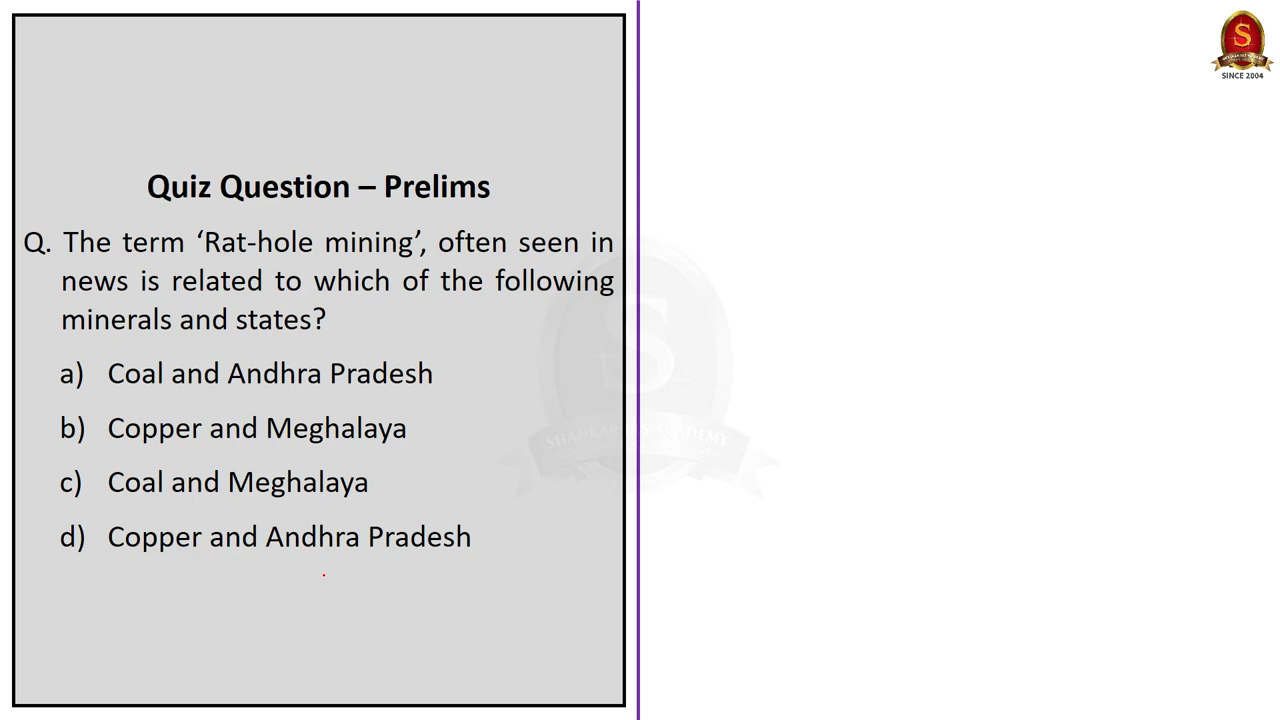 S
SINCE 2004
Quiz Question – Prelims
Q. The term ‘Rat-hole mining’, often seen in
news is related to which of the following
minerals and states?
a) Coal and Andhra Pradesh
b) Copper and Meghalaya
c) Coal and Meghalaya
d) Copper and Andhra Pradesh